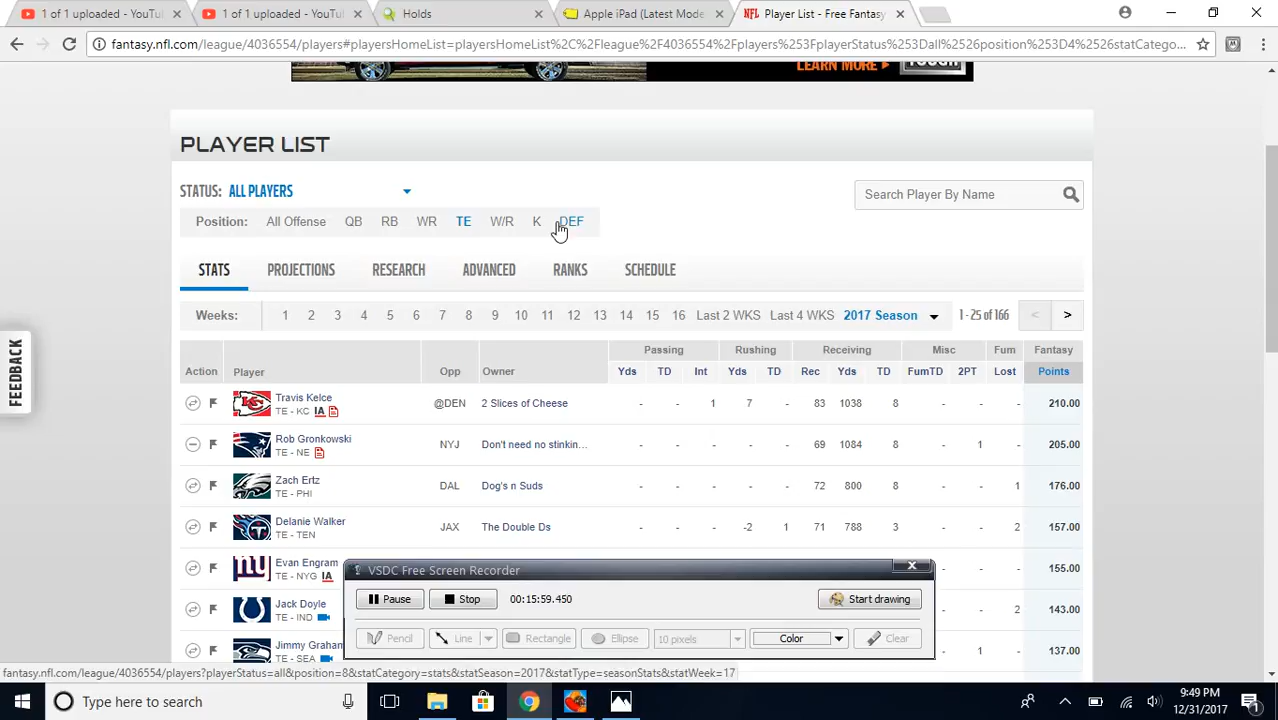 1 of 1 uploaded - YouTu
1 of 1 uploaded - YouTu
Holds
Apple iPad (Latest Mode
NFL Player List - Free Fantasy
fantasy.nfl.com/league/4036554/players#playersHomeList=playersHomeList%2C%2Fleague%2F4036554%2Fplayers%253FplayerStatus%253Dall%2526position%253D4%2526statCatego...
LEARN MORE
TOUGH
PLAYER LIST
STATUS: ALL PLAYERS
Search Player By Name
Position: All Offense QB RB WR TE W/R K DEF
STATS PROJECTIONS RESEARCH ADVANCED RANKS SCHEDULE
Weeks: 1 2 3 4 5 6 7 8 9 10 11 12 13 14 15 16 Last 2 WKS Last 4 WKS 2017 Season 1 - 25 of 166 < >
Passing Rushing Receiving Misc Fum Fantasy
Action Player Opp Owner Yds TD Int Yds TD Rec Yds TD FumTD 2PT Lost Points
Travis Kelce
TE - KC IA
@DEN 2 Slices of Cheese - - 1 7 - 83 1038 8 - - - 210.00
Rob Gronkowski
TE - NE
NYJ Don't need no stinkin... - - - - - 69 1084 8 - 1 - 205.00
Zach Ertz
TE - PHI
DAL Dog's n Suds - - - - - 72 800 8 - - 1 176.00
Delanie Walker
TE - TEN
JAX The Double Ds - - - -2 1 71 788 3 - - 2 157.00
Evan Engram
TE - NYG IA
155.00
Jack Doyle
TE - IND
2 143.00
Jimmy Graham
TE - SEA
1 - 137.00
FEEDBACK
VSDC Free Screen Recorder
Pause Stop 00:15:59.450 Start drawing
Pencil Line Rectangle Ellipse 10 pixels Color Clear
fantasy.nfl.com/league/4036554/players?playerStatus=all&position=8&statCategory=stats&statSeason=2017&statType=seasonStats&statWeek=17
Type here to search
9:49 PM
12/31/2017
1